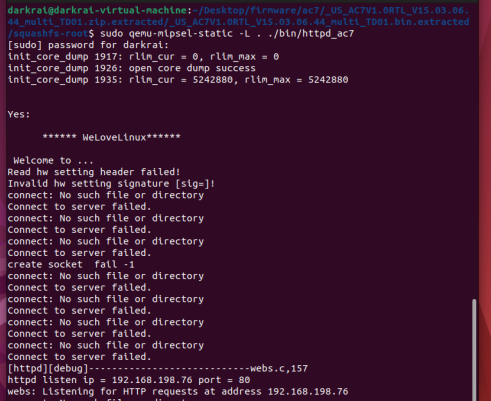 darkrai@darkrai-virtual-machine:~/Desktop/firmware/ac7/_US_AC7V1.0RTL_V15.03.06.
44_multi_TD01.zip.extracted/_US_AC7V1.0RTL_V15.03.06.44_multi_TD01.bin.extracted
/squashfs-root$ sudo qemu-mipsel-static -L . ./bin/httpd_ac7
[sudo] password for darkrai:
init_core_dump 1917: rlim_cur = 0, rlim_max = 0
init_core_dump 1926: open core dump success
init_core_dump 1935: rlim_cur = 5242880, rlim_max = 5242880
Yes:
****** WeLoveLinux******
Welcome to ...
Read hw setting header failed!
Invalid hw setting signature [sig=]!
connect: No such file or directory
Connect to server failed.
connect: No such file or directory
Connect to server failed.
connect: No such file or directory
Connect to server failed.
create socket  fail -1
connect: No such file or directory
Connect to server failed.
connect: No such file or directory
Connect to server failed.
connect: No such file or directory
Connect to server failed.
connect: No such file or directory
Connect to server failed.
[httpd][debug]----------------------------webs.c,157
httpd listen ip = 192.168.198.76 port = 80
webs: Listening for HTTP requests at address 192.168.198.76